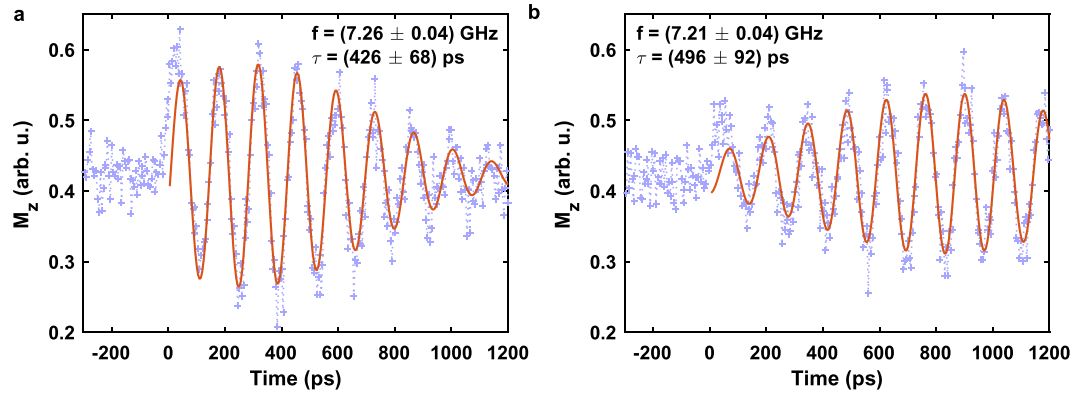 a
f = (7.26 ± 0.04) GHz
τ = (426 ± 68) ps
0.6
0.5
0.4
0.3
0.2
M_z (arb. u.)
-200 0 200 400 600 800 1000 1200
Time (ps)
b
f = (7.21 ± 0.04) GHz
τ = (496 ± 92) ps
0.6
0.5
0.4
0.3
0.2
M_z (arb. u.)
-200 0 200 400 600 800 1000 1200
Time (ps)